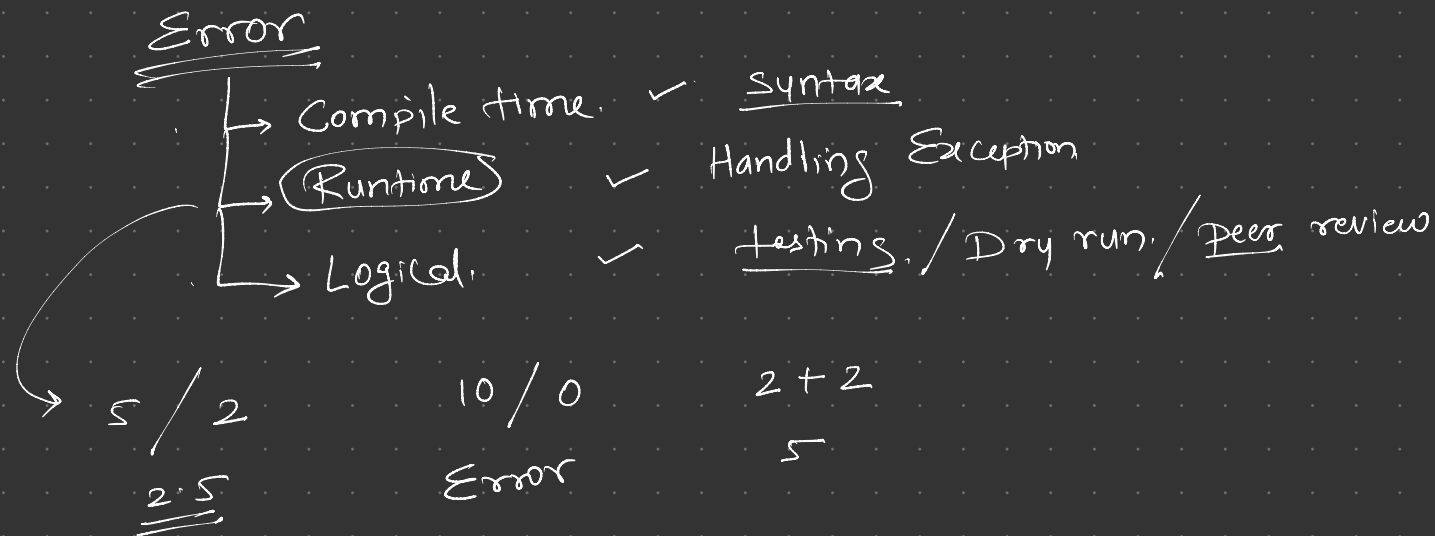 Error
Compile time. Syntax
Runtime Handling Exception
Logical. testing. / Dry run. / peer review
5 / 2 10 / 0 2 + 2
2.5 Error 5